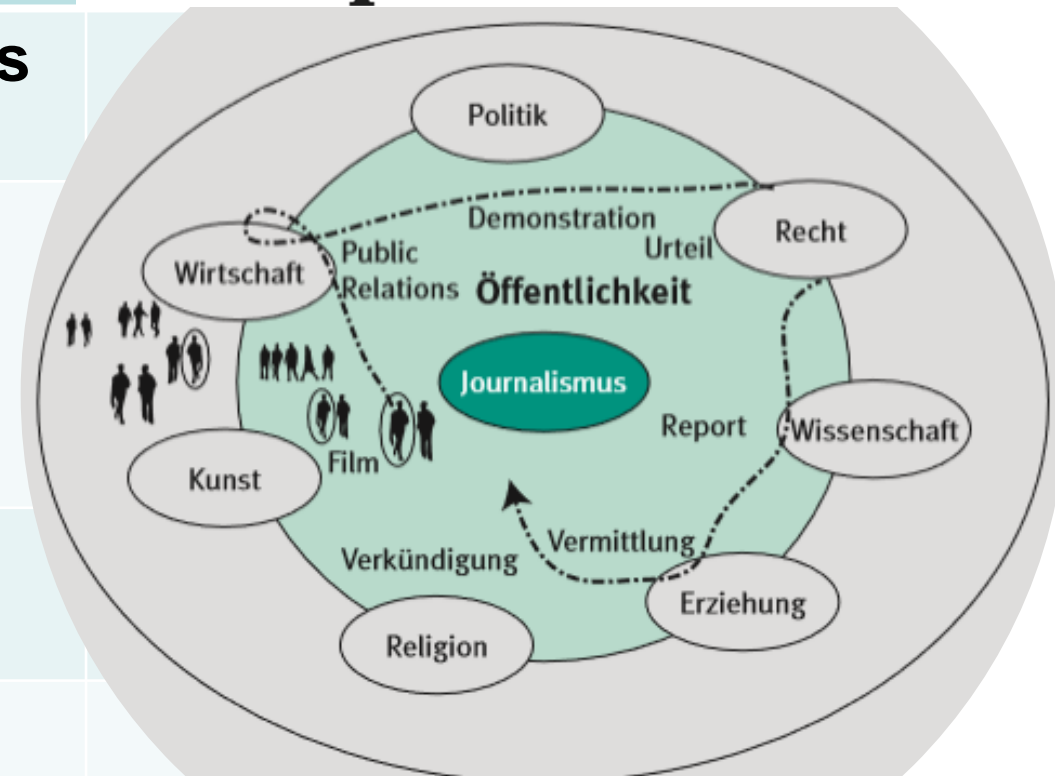 s
Politik
Demonstration
Recht
Urteil
Public
Relations
Wirtschaft
Öffentlichkeit
Journalismus
Report
Wissenschaft
Film
Kunst
Vermittlung
Verkündigung
Erziehung
Religion